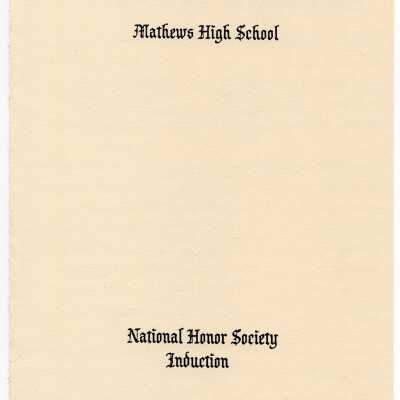 Mathews High School
National Honor Society
Induction